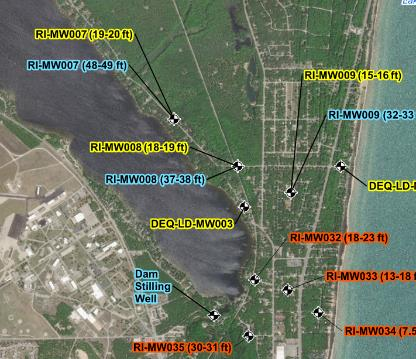 RI-MW007 (19-20 ft)
RI-MW007 (48-49 ft)
RI-MW009 (15-16 ft)
RI-MW009 (32-33
RI-MW008 (18-19 ft)
RI-MW008 (37-38 ft)
DEQ-LD-
DEQ-LD-MW003
RI-MW032 (18-23 ft)
Dam
Stilling
Well
RI-MW033 (13-18 f
RI-MW034 (7.5
RI-MW035 (30-31 ft)